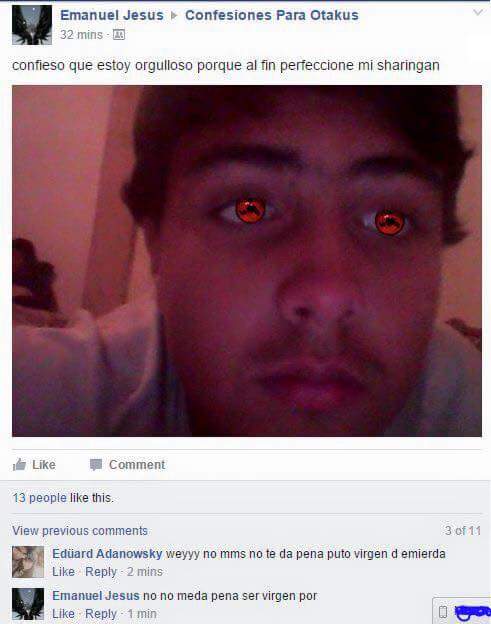 Emanuel Jesus ▸ Confesiones Para Otakus
32 mins ·
confieso que estoy orgulloso porque al fin perfeccione mi sharingan
Like Comment
13 people like this.
View previous comments 3 of 11
Edüard Adanowsky weyyy no mms no te da pena puto virgen d emierda
Like · Reply · 2 mins
Emanuel Jesus no no meda pena ser virgen por
Like · Reply · 1 min